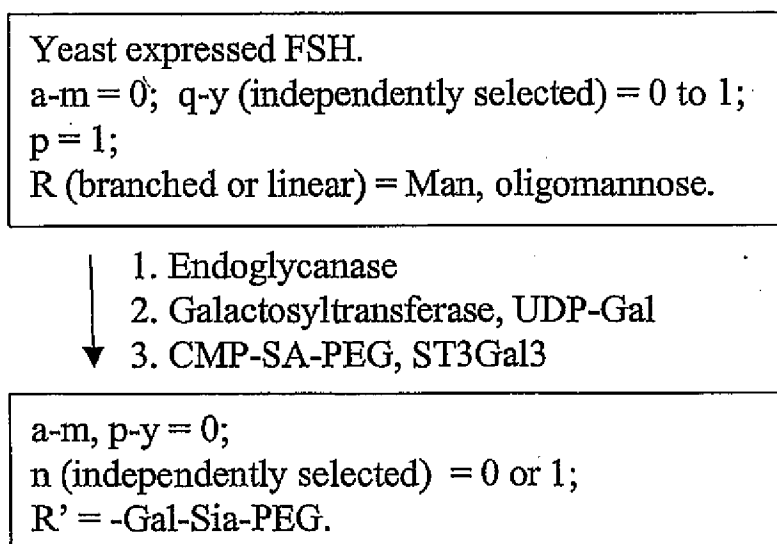 Yeast expressed FSH.
a-m = 0; q-y (independently selected) = 0 to 1;
p = 1;
R (branched or linear) = Man, oligomannose.
1. Endoglycanase
2. Galactosyltransferase, UDP-Gal
3. CMP-SA-PEG, ST3Gal3
a-m, p-y = 0;
n (independently selected) = 0 or 1;
R' = -Gal-Sia-PEG.